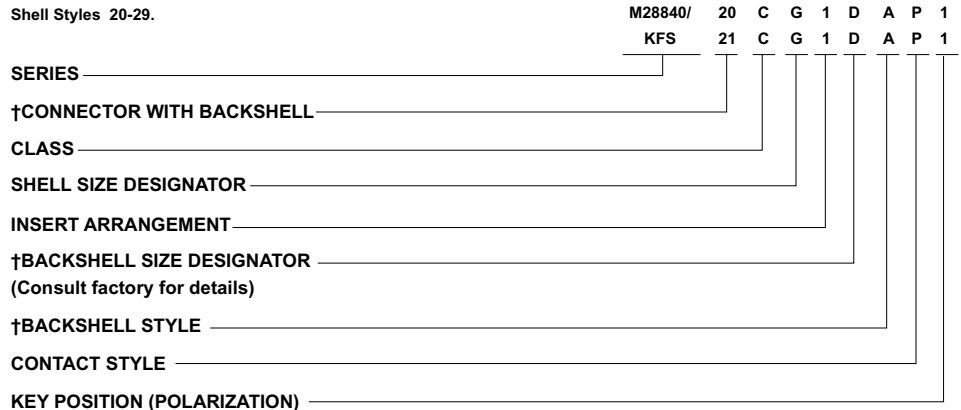 Shell Styles 20-29. M28840/ 20 C G 1 D A P 1
KFS 21 C G 1 D A P 1
SERIES
†CONNECTOR WITH BACKSHELL
CLASS
SHELL SIZE DESIGNATOR
INSERT ARRANGEMENT
†BACKSHELL SIZE DESIGNATOR
(Consult factory for details)
†BACKSHELL STYLE
CONTACT STYLE
KEY POSITION (POLARIZATION)